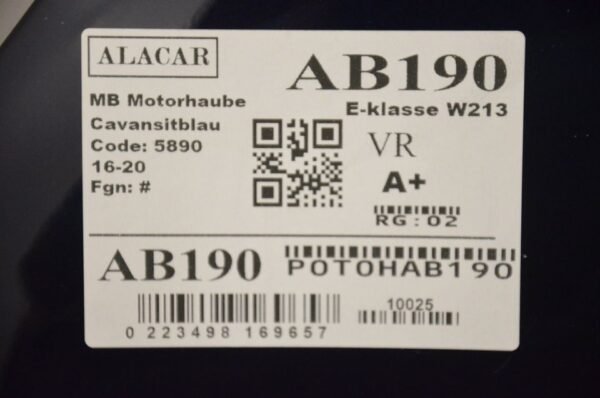 ALACAR
AB190
MB Motorhaube
E-klasse W213
Cavansitblau
Code: 5890
VR
16-20
A+
Fgn: #
RG:02
AB190
POTOHAB190
10025
0 223498 169657